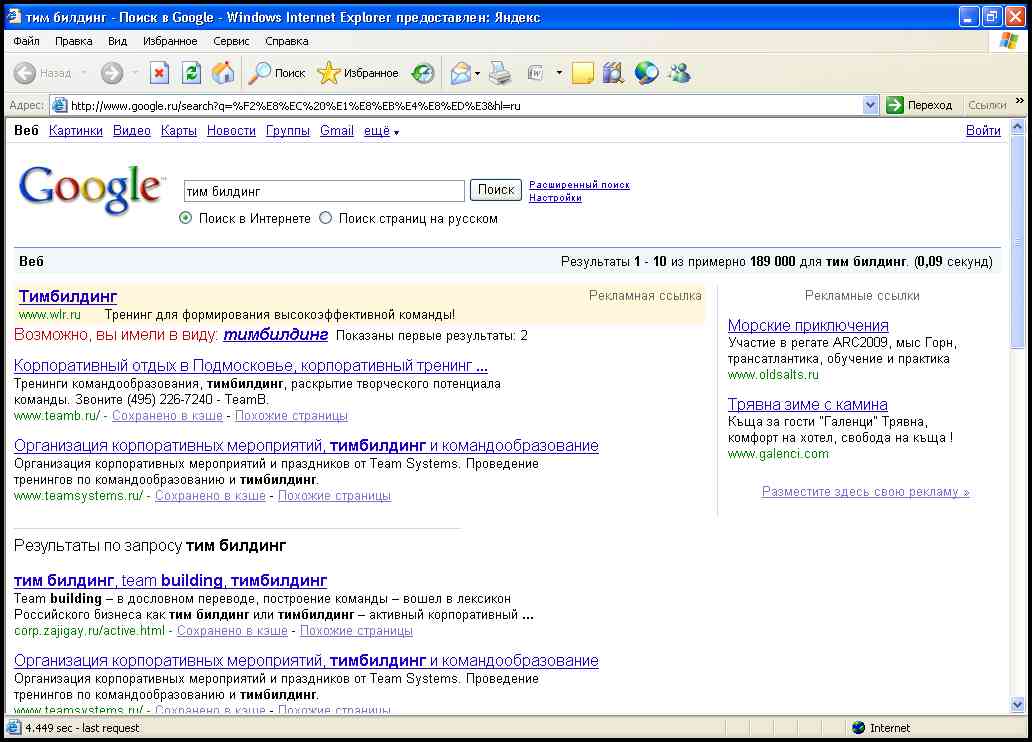 тим билдинг - Поиск в Google - Windows Internet Explorer предоставлен: Яндекс
Файл Правка Вид Избранное Сервис Справка
Назад Поиск Избранное
Адрес: http://www.google.ru/search?q=%F2%E8%EC%20%E1%E8%EB%E4%E8%ED%E3&hl=ru Переход Ссылки »
Веб Картинки Видео Карты Новости Группы Gmail ещё Войти
Google™
тим билдинг Поиск Расширенный поиск
Настройки
Поиск в Интернете Поиск страниц на русском
Веб Результаты 1 - 10 из примерно 189 000 для тим билдинг. (0,09 секунд)
Тимбилдинг Рекламная ссылка
www.wlr.ru Тренинг для формирования высокоэффективной команды!
Возможно, вы имели в виду: тимбилдинг Показаны первые результаты: 2
Корпоративный отдых в Подмосковье, корпоративный тренинг ...
Тренинги командообразования, тимбилдинг, раскрытие творческого потенциала
команды. Звоните (495) 226-7240 - TeamB.
www.teamb.ru/ - Сохранено в кэше - Похожие страницы
Организация корпоративных мероприятий, тимбилдинг и командообразование
Организация корпоративных мероприятий и праздников от Team Systems. Проведение
тренингов по командообразованию и тимбилдинг.
www.teamsystems.ru/ - Сохранено в кэше - Похожие страницы
Результаты по запросу тим билдинг
тим билдинг, team building, тимбилдинг
Team building – в дословном переводе, построение команды – вошел в лексикон
Российского бизнеса как тим билдинг или тимбилдинг – активный корпоративный ...
corp.zajigay.ru/active.html - Сохранено в кэше - Похожие страницы
Организация корпоративных мероприятий, тимбилдинг и командообразование
Организация корпоративных мероприятий и праздников от Team Systems. Проведение
тренингов по командообразованию и тимбилдинг.
www.teamsystems.ru/ - Сохранено в кэше - Похожие страницы
Рекламные ссылки
Морские приключения
Участие в регате ARC2009, мыс Горн,
трансатлантика, обучение и практика
www.oldsalts.ru
Трявна зиме с камина
Къща за гости "Галенци" Трявна,
комфорт на хотел, свобода на къща !
www.galenci.com
Разместите здесь свою рекламу »
4.449 sec - last request Internet